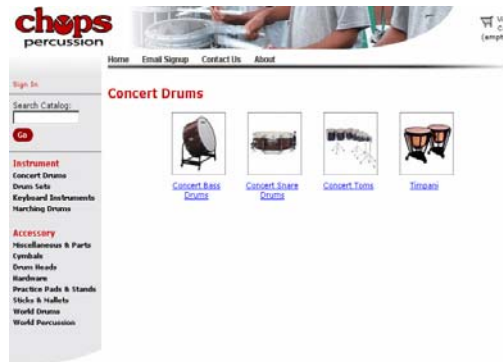 chops
percussion
(empt
Home Email Signup Contact Us About
Sign In
Concert Drums
Search Catalog:
Go
Concert Bass Drums
Concert Snare Drums
Concert Toms
Timpani
Instrument
Concert Drums
Drum Sets
Keyboard Instruments
Marching Drums
Accessory
Miscellaneous & Parts
Cymbals
Drum Heads
Hardware
Practice Pads & Stands
Sticks & Mallets
World Drums
World Percussion